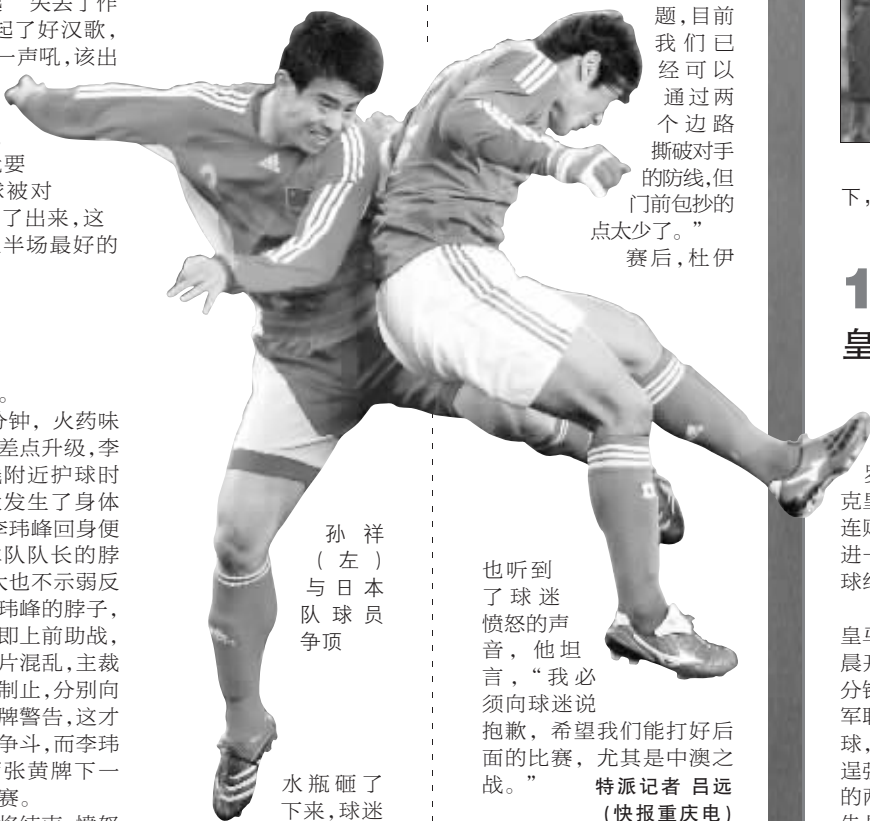 起了好汉歌，
一声吼，该出
要
球被对
了出来，这
半场最好的
。
分钟，火药味
差点升级，李
附近护球时
发生了身体
李玮峰回身便
队队长的脖
大也不示弱反
玮峰的脖子，
即上前助战，
片混乱，主裁
制止，分别向
牌警告，这才
争斗，而李玮
张黄牌下一
赛。
孙祥
（左）
与日本
队球员
争顶
水瓶砸了
下来，球迷
题，目前
我们已
经可以
通过两
个边路
撕破对手
的防线，但
门前包抄的
点太少了。”
赛后，杜伊
也听到
了球迷
愤怒的声
音，他坦
言，“我必
须向球迷说
抱歉，希望我们能打好后
面的比赛，尤其是中澳之
战。”
特派记者 吕远
（快报重庆电）
下，
1
皇
克里
连贝
进一
球纟
皇马
晨开
分钟
军联
球，
逞强
的两